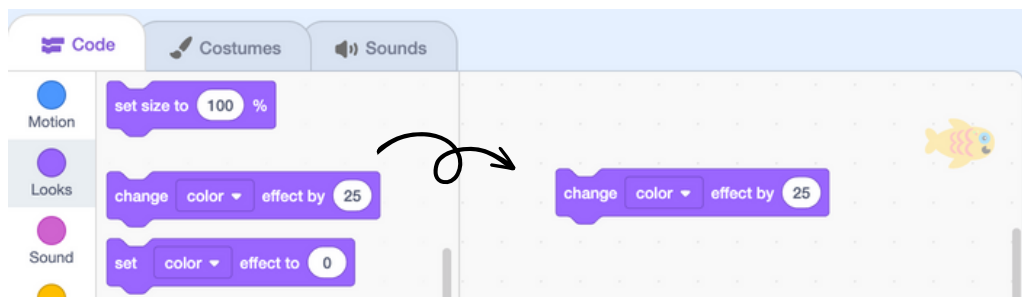 Code
Costumes
Sounds
Motion
Looks
Sound
set size to 100 %
change color effect by 25
set color effect to 0
change color effect by 25